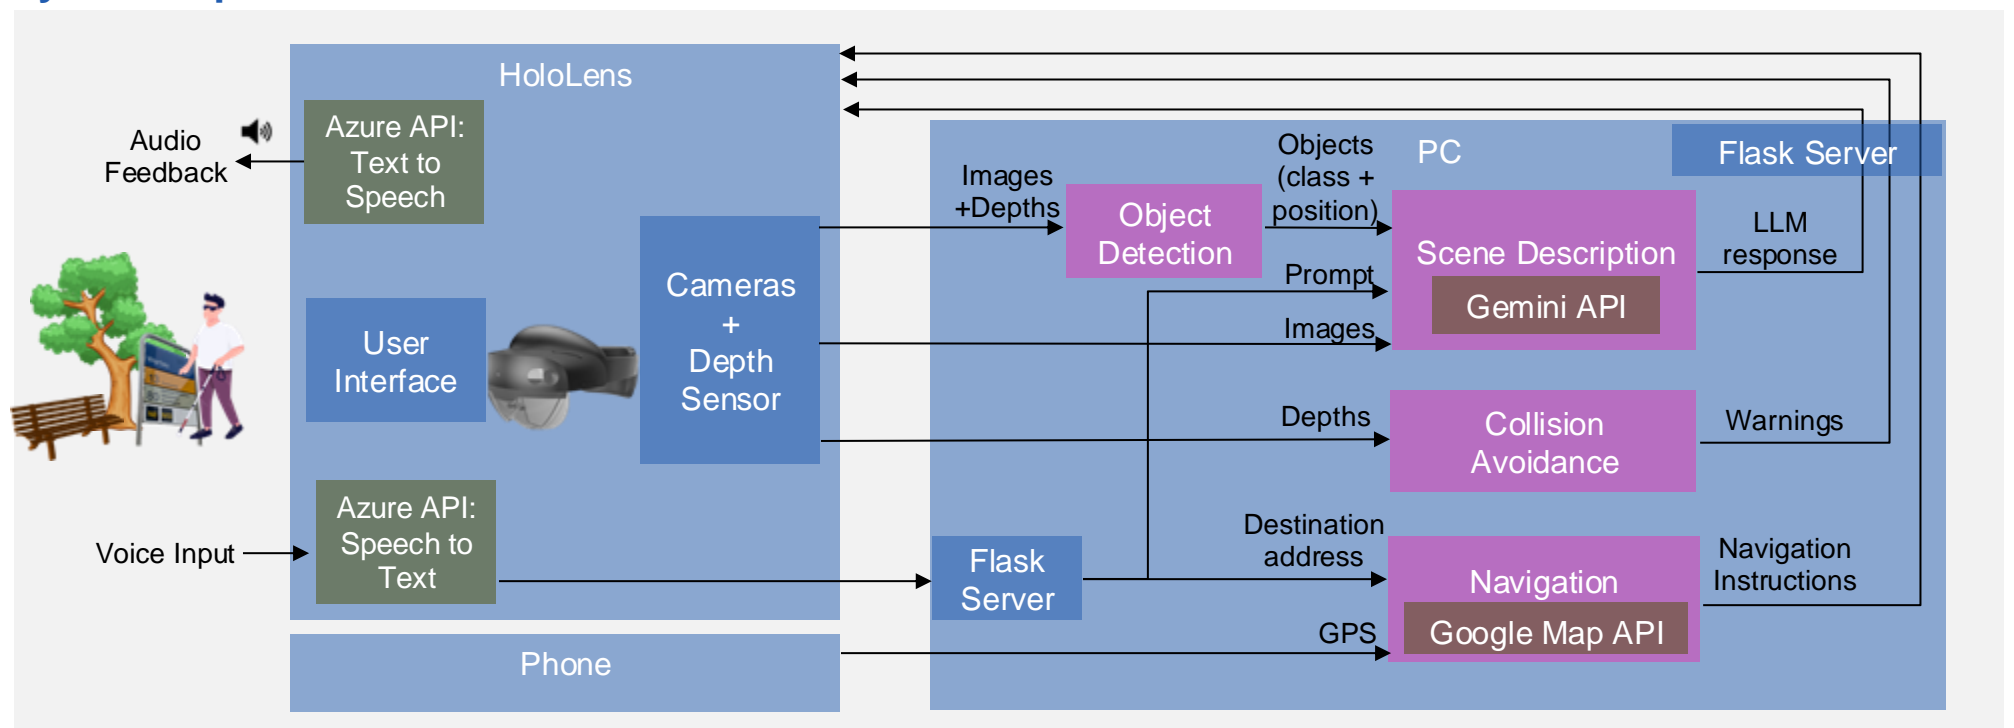 HoloLens
Azure API:
Text to
Speech
Audio
Feedback
User
Interface
Cameras
+
Depth
Sensor
Azure API:
Speech to
Text
Voice Input
Phone
PC
Flask Server
Images
+Depths
Object
Detection
Objects
(class +
position)
Prompt
Images
Scene Description
Gemini API
LLM
response
Depths
Collision
Avoidance
Warnings
Flask
Server
Destination
address
GPS
Navigation
Google Map API
Navigation
Instructions